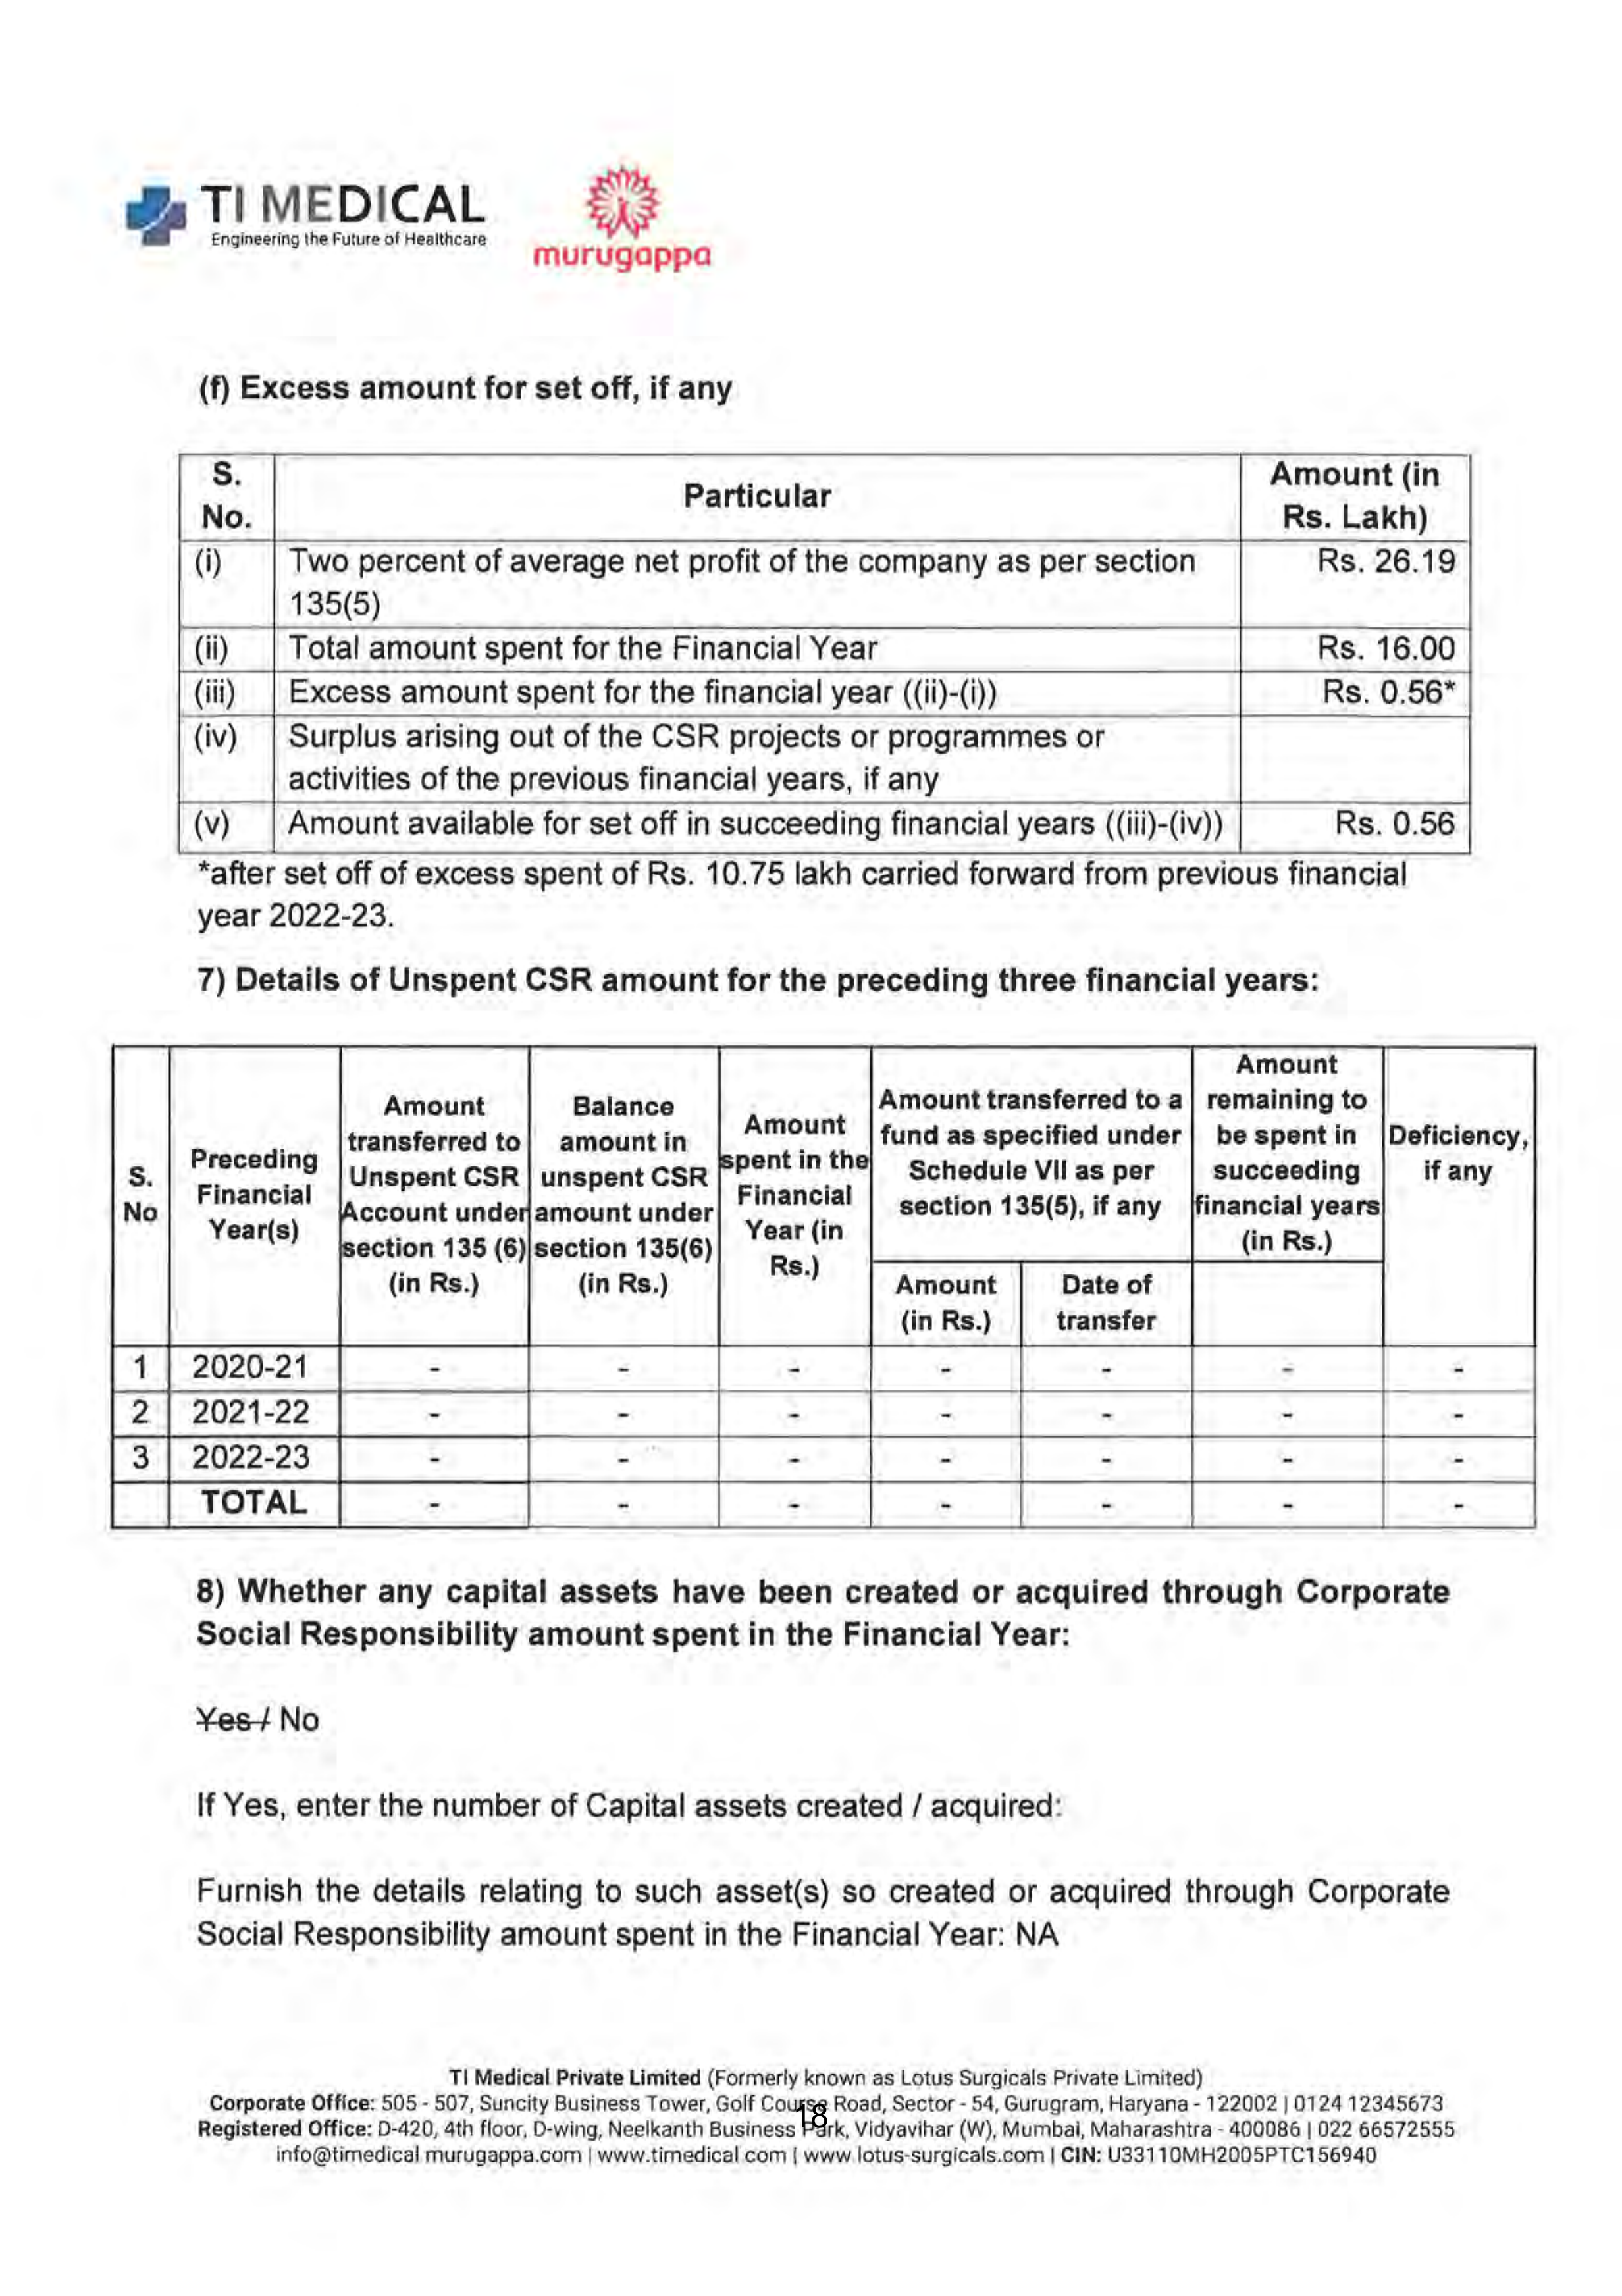 TI MEDICAL
Engineering the Future of Healthcare
murugappa
(f) Excess amount for set off, if any
S. No. Particular Amount (in Rs. Lakh)
(i) Two percent of average net profit of the company as per section 135(5) Rs. 26.19
(ii) Total amount spent for the Financial Year Rs. 16.00
(iii) Excess amount spent for the financial year ((ii)-(i)) Rs. 0.56*
(iv) Surplus arising out of the CSR projects or programmes or activities of the previous financial years, if any
(v) Amount available for set off in succeeding financial years ((iii)-(iv)) Rs. 0.56
*after set off of excess spent of Rs. 10.75 lakh carried forward from previous financial
year 2022-23.
7) Details of Unspent CSR amount for the preceding three financial years:
S. No
Preceding Financial Year(s)
Amount transferred to Unspent CSR Account under section 135 (6) (in Rs.)
Balance amount in unspent CSR amount under section 135(6) (in Rs.)
Amount spent in the Financial Year (in Rs.)
Amount transferred to a fund as specified under Schedule VII as per section 135(5), if any
Amount (in Rs.)
Date of transfer
Amount remaining to be spent in succeeding financial years (in Rs.)
Deficiency, if any
1 2020-21 - - - - - - -
2 2021-22 - - - - - - -
3 2022-23 - - - - - - -
TOTAL - - - - - - -
8) Whether any capital assets have been created or acquired through Corporate
Social Responsibility amount spent in the Financial Year:
Yes / No
If Yes, enter the number of Capital assets created / acquired:
Furnish the details relating to such asset(s) so created or acquired through Corporate
Social Responsibility amount spent in the Financial Year: NA
TI Medical Private Limited (Formerly known as Lotus Surgicals Private Limited)
Corporate Office: 505 - 507, Suncity Business Tower, Golf Course Road, Sector - 54, Gurugram, Haryana - 122002 | 0124 12345673
18
Registered Office: D-420, 4th floor, D-wing, Neelkanth Business Park, Vidyavihar (W), Mumbai, Maharashtra - 400086 | 022 66572555
info@timedical murugappa.com | www.timedical com | www lotus-surgicals.com | CIN: U33110MH2005PTC156940